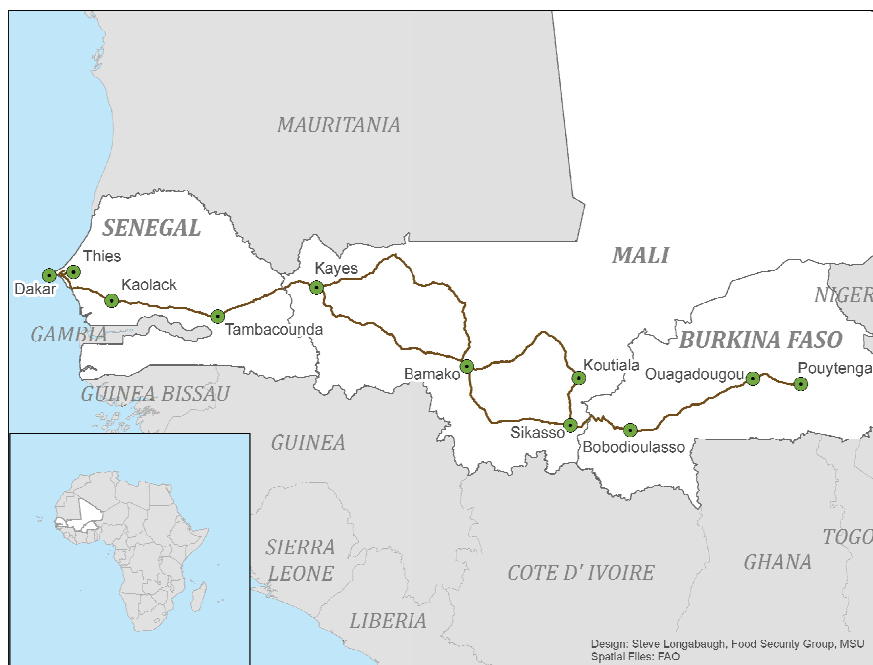 MAURITANIA
SENEGAL
Thies
Dakar
Kaolack
Kayes
MALI
NIGER
GAMBIA
Tambacounda
BURKINA FASO
Bamako
Koutiala
Ouagadougou
Pouytenga
GUINEA BISSAU
Sikasso
Bobodioulasso
GUINEA
SIERRA
LEONE
COTE D' IVOIRE
GHANA
TOGO
LIBERIA
Design: Steve Longabaugh, Food Security Group, MSU
Spatial Files: FAO